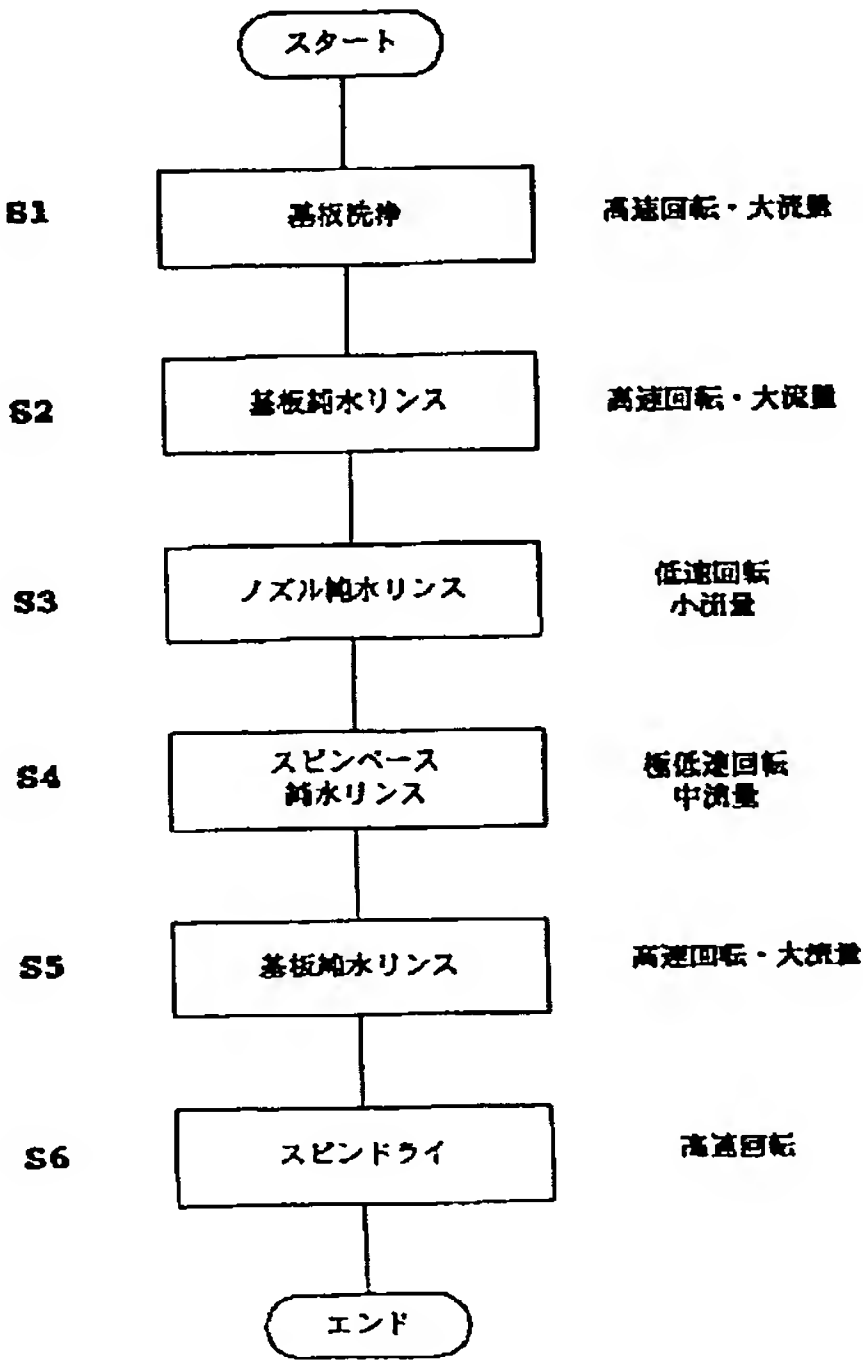 スタート
S1
基板洗浄
高速回転・大流量
S2
基板純水リンス
高速回転・大流量
S3
ノズル純水リンス
低速回転
小流量
S4
スピンベース
純水リンス
極低速回転
中流量
S5
基板純水リンス
高速回転・大流量
S6
スピンドライ
高速回転
エンド